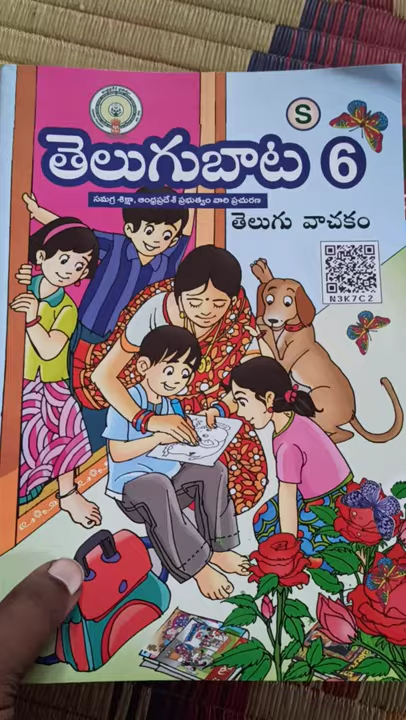 S
తెలుగుబాట 6
సమగ్ర శిక్షా, ఆంధ్రప్రదేశ్ ప్రభుత్వం వారి ప్రచురణ
తెలుగు వాచకం
N3K7C2